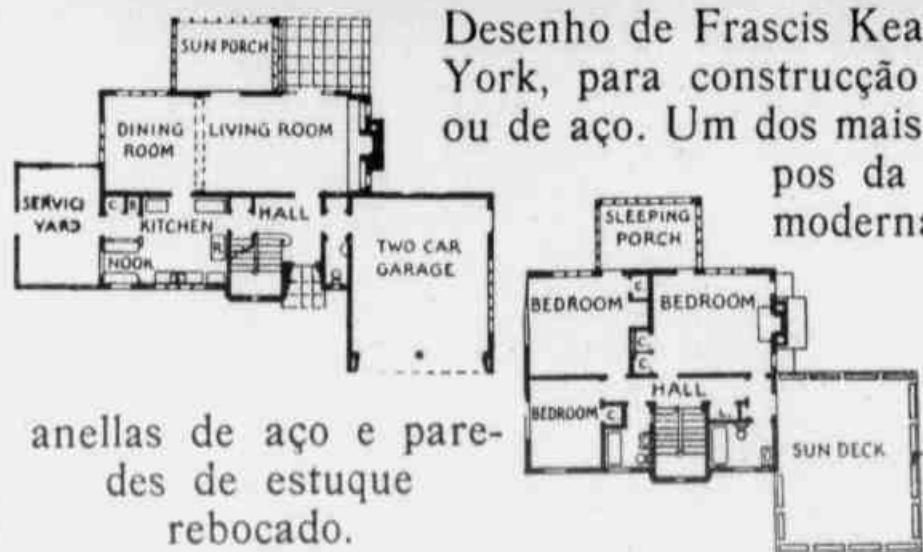 Desenho de Frascis Kea
York, para construcção
ou de aço. Um dos mais
pos da
moderna
SUN PORCH
DINING
ROOM
LIVING ROOM
SERVICE
YARD
C.
R.
KITCHEN
HALL
NOOK
R.
TWO CAR
GARAGE
SLEEPING
PORCH
BEDROOM
C.
BEDROOM
C.
C.
HALL
BEDROOM
C.
L.
SUN DECK
anellas de aço e pare-
des de estuque
rebocado.